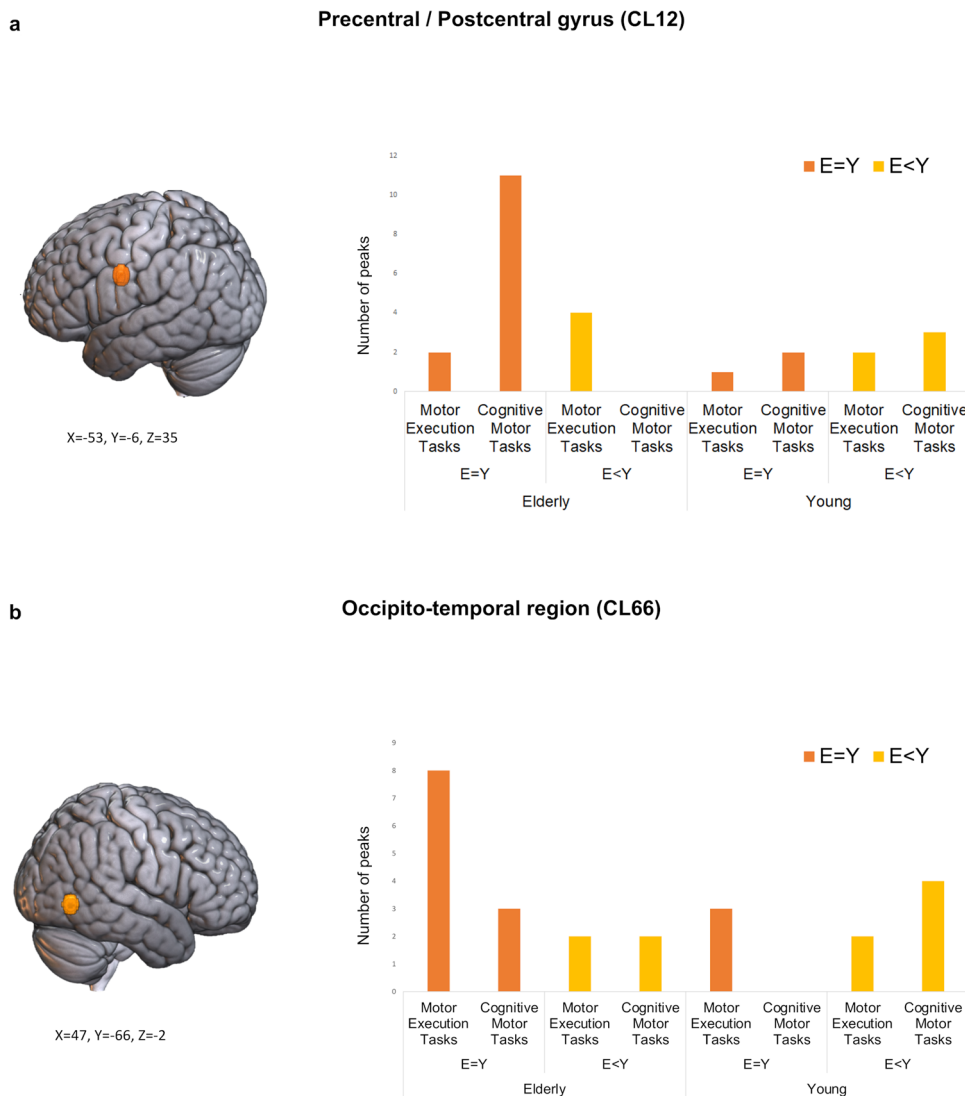 a
Precentral / Postcentral gyrus (CL12)
E=Y E<Y
Number of peaks
12
10
8
6
4
2
0
Motor Execution Tasks
Cognitive Motor Tasks
Motor Execution Tasks
Cognitive Motor Tasks
Motor Execution Tasks
Cognitive Motor Tasks
Motor Execution Tasks
Cognitive Motor Tasks
E=Y E<Y E=Y E<Y
Elderly Young
X=-53, Y=-6, Z=35
b
Occipito-temporal region (CL66)
E=Y E<Y
Number of peaks
9
8
7
6
5
4
3
2
1
0
Motor Execution Tasks
Cognitive Motor Tasks
Motor Execution Tasks
Cognitive Motor Tasks
Motor Execution Tasks
Cognitive Motor Tasks
Motor Execution Tasks
Cognitive Motor Tasks
E=Y E<Y E=Y E<Y
Elderly Young
X=47, Y=-66, Z=-2